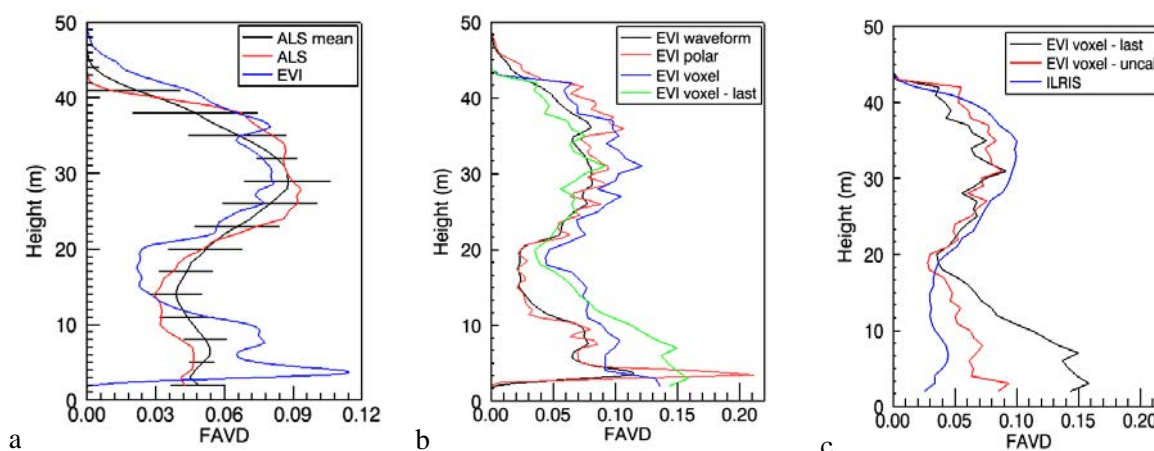 50
40
30
20
10
0
Height (m)
0.00 0.03 0.06 0.09 0.12
FAVD
ALS mean
ALS
EVI
a
50
40
30
20
10
0
Height (m)
0.00 0.05 0.10 0.15 0.20
FAVD
EVI waveform
EVI polar
EVI voxel
EVI voxel - last
b
50
40
30
20
10
0
Height (m)
0.00 0.05 0.10 0.15 0.20
FAVD
EVI voxel - last
EVI voxel - uncal
ILRIS
c